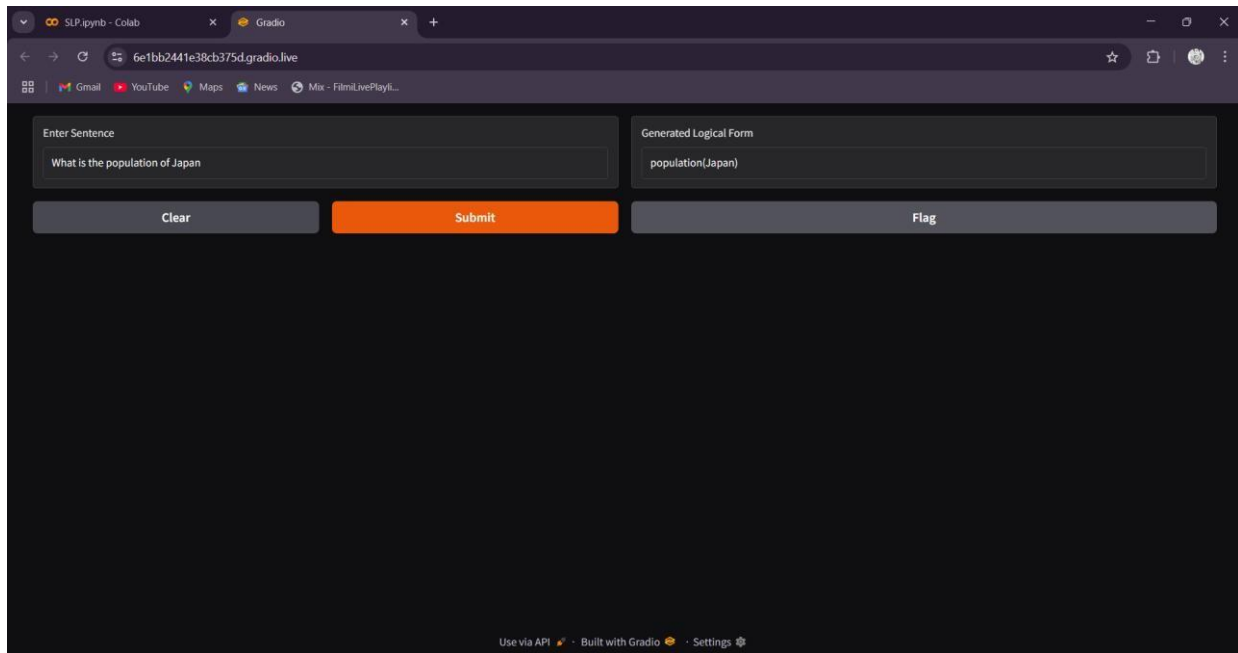 SLP.ipynb - Colab
Gradio
6e1bb2441e38cb375d.gradio.live
Gmail YouTube Maps News Mix - FilmiLivePlayli...
Enter Sentence
What is the population of Japan
Generated Logical Form
population(Japan)
Clear
Submit
Flag
Use via API · Built with Gradio · Settings